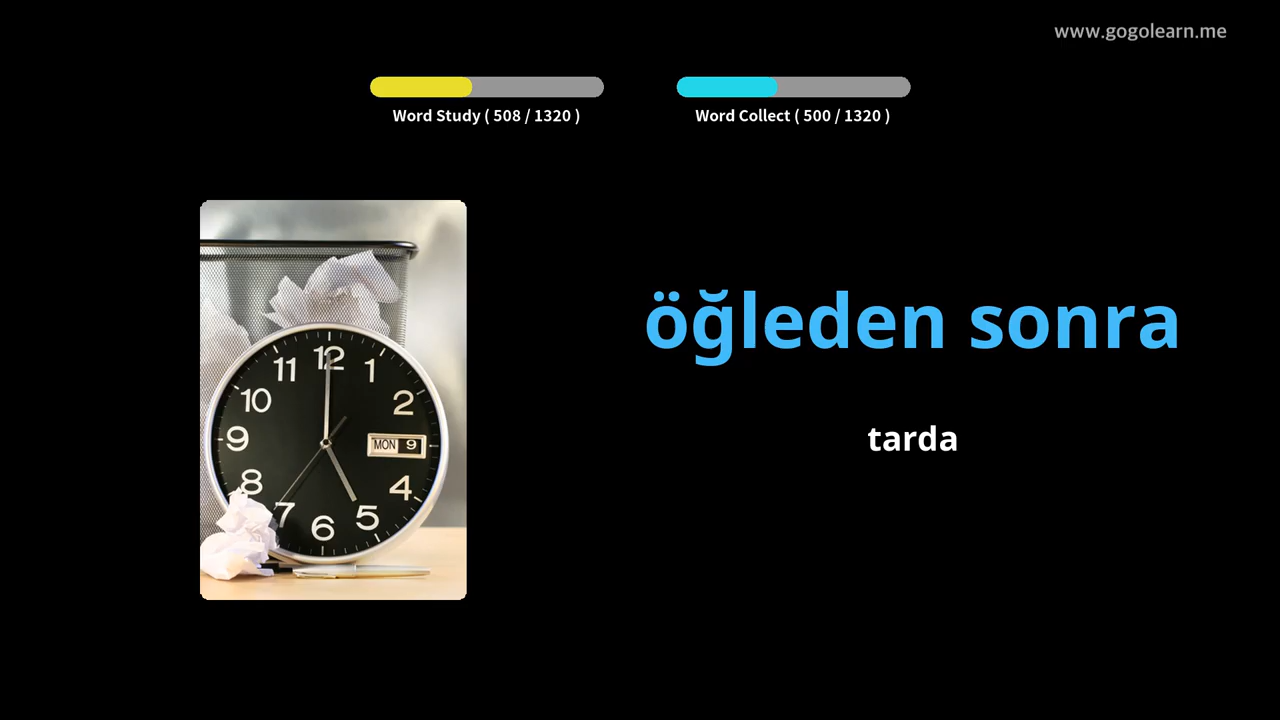 www.gogolearn.me
Word Study ( 508 / 1320 )
Word Collect ( 500 / 1320 )
öğleden sonra
tarda
12
11
1
10
2
9
MON 9
8
4
7
5
6